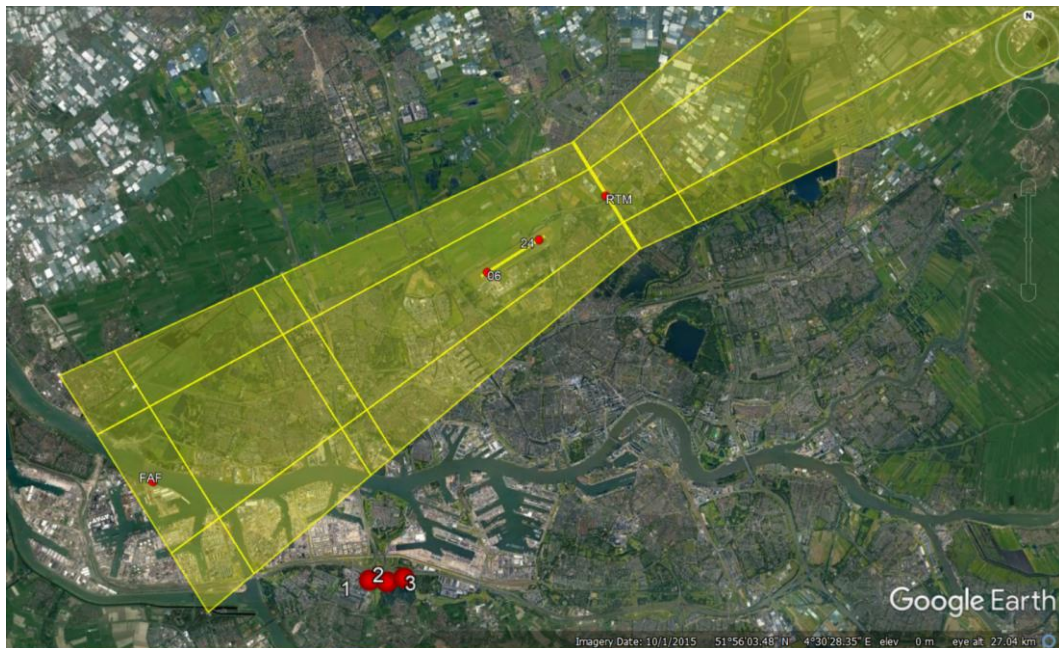 N
RTM
24
06
FAF
1 2 3
Google Earth
Imagery Date: 10/1/2015 51°56'03.48" N 4°30'28.35" E elev 0 m eye alt 27.04 km